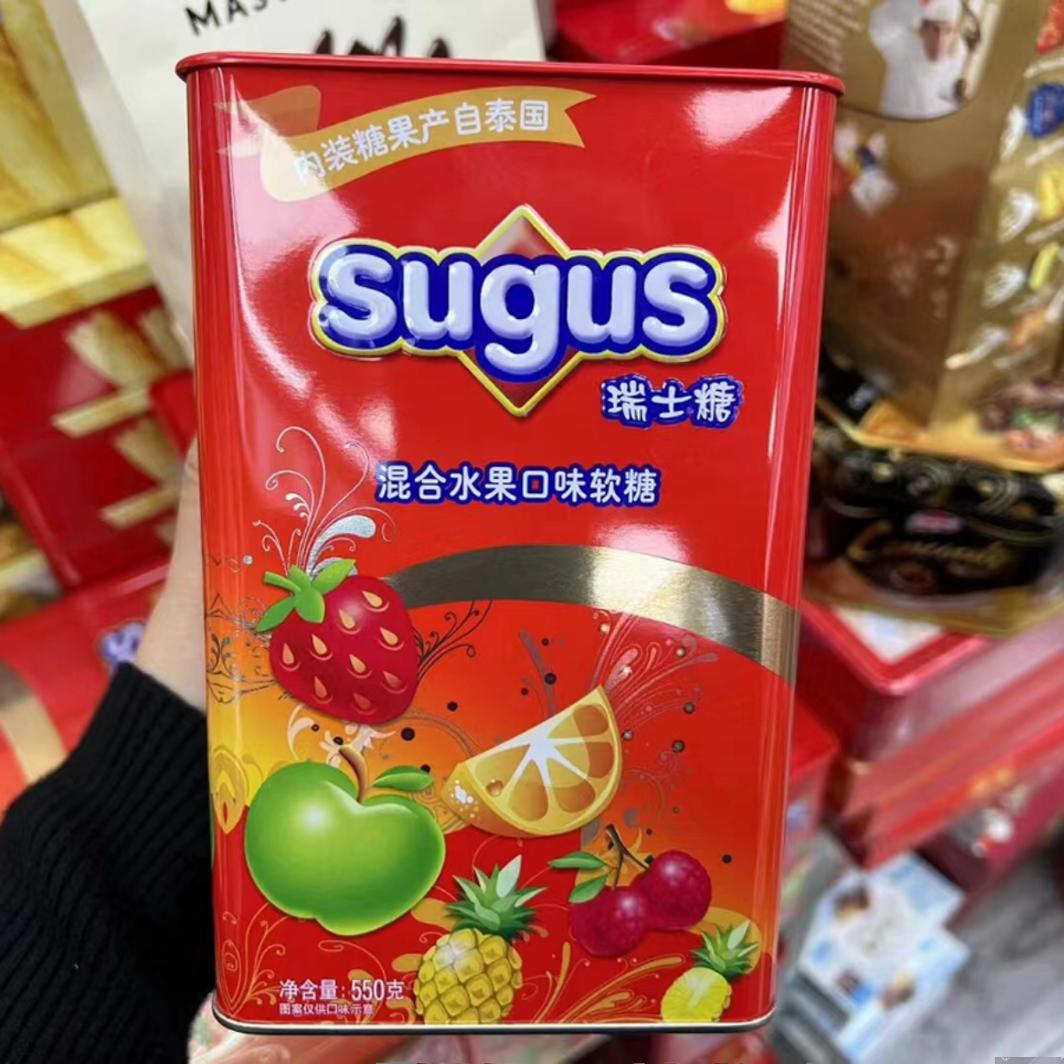 内装糖果产自泰国
sugus
瑞士糖
混合水果口味软糖
净含量:550克
图案仅供口味示意